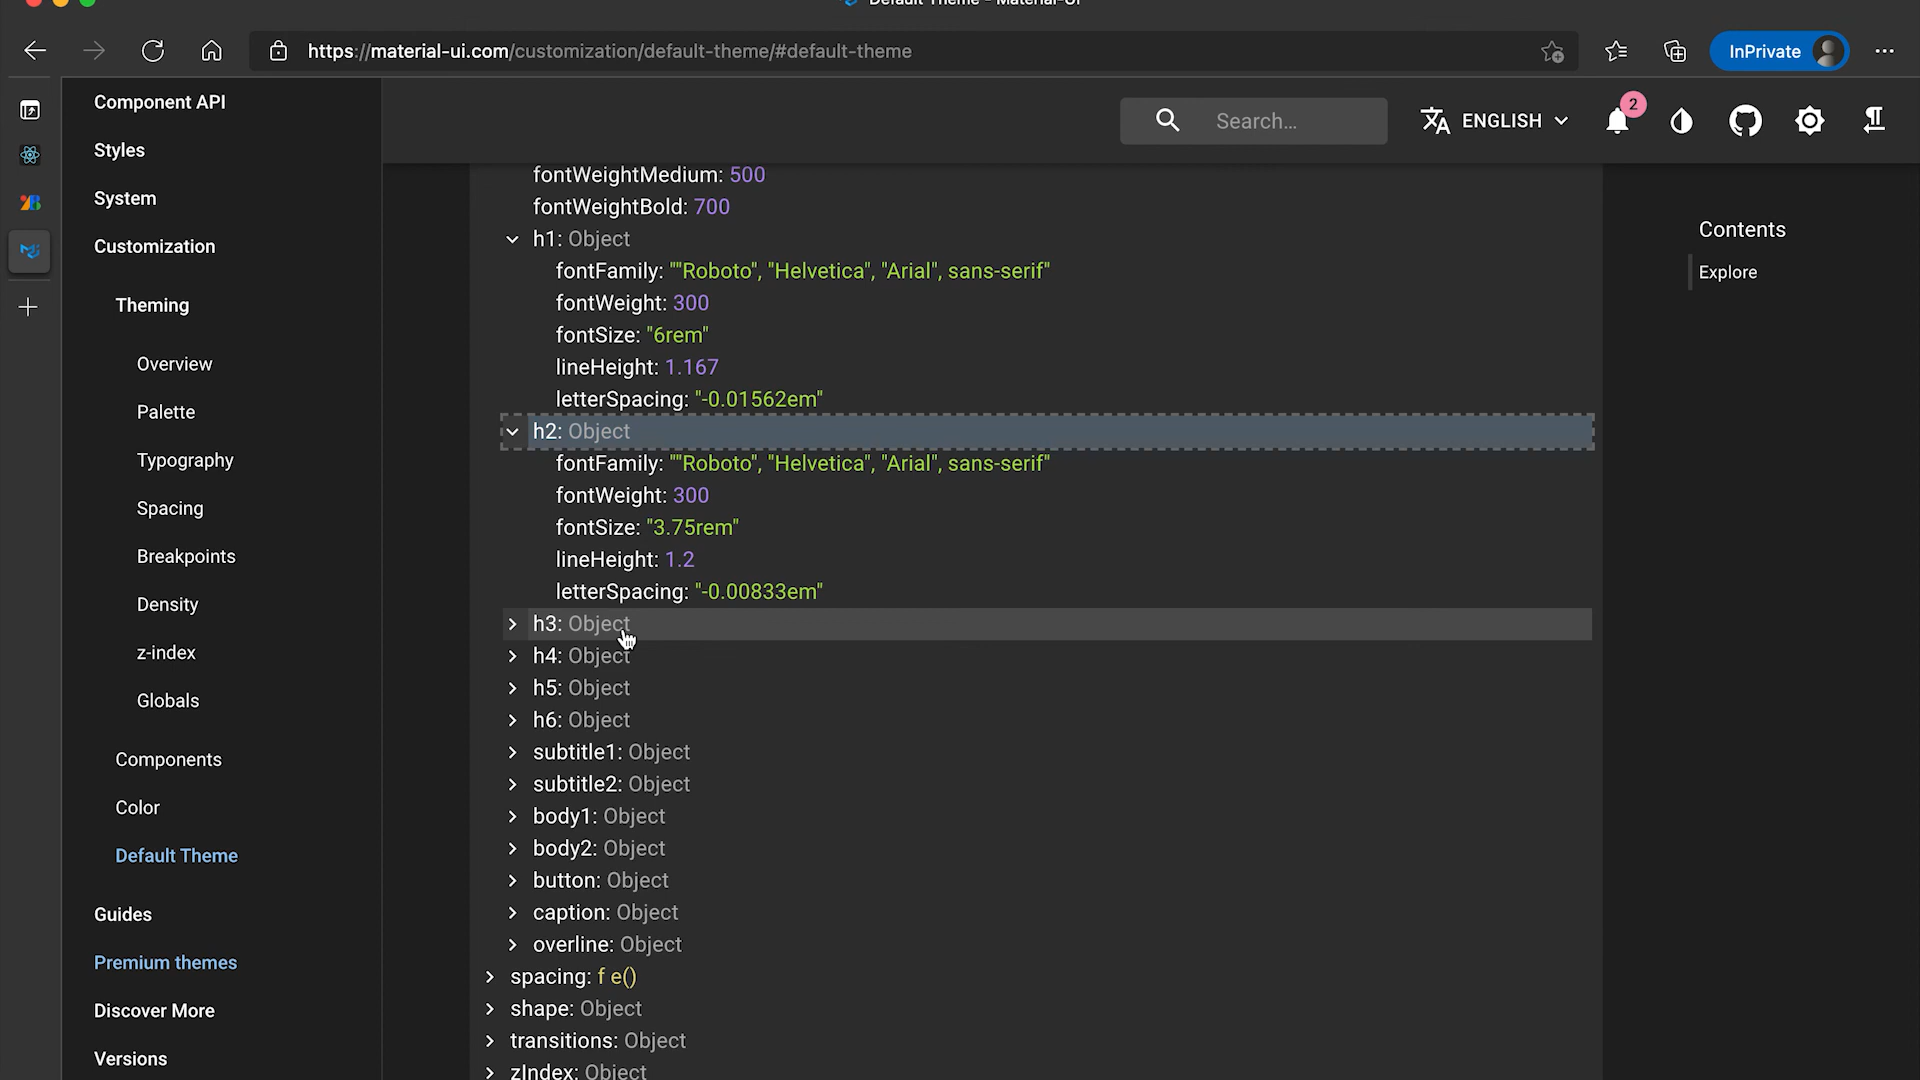 Default Theme - Material-UI
https://material-ui.com/customization/default-theme/#default-theme
InPrivate
Component API
Styles
System
Customization
Theming
Overview
Palette
Typography
Spacing
Breakpoints
Density
z-index
Globals
Components
Color
Default Theme
Guides
Premium themes
Discover More
Versions
Search…
ENGLISH
2
fontWeightMedium: 500
fontWeightBold: 700
h1: Object
fontFamily: ""Roboto", "Helvetica", "Arial", sans-serif"
fontWeight: 300
fontSize: "6rem"
lineHeight: 1.167
letterSpacing: "-0.01562em"
h2: Object
fontFamily: ""Roboto", "Helvetica", "Arial", sans-serif"
fontWeight: 300
fontSize: "3.75rem"
lineHeight: 1.2
letterSpacing: "-0.00833em"
h3: Object
h4: Object
h5: Object
h6: Object
subtitle1: Object
subtitle2: Object
body1: Object
body2: Object
button: Object
caption: Object
overline: Object
spacing: f e()
shape: Object
transitions: Object
zIndex: Object
Contents
Explore